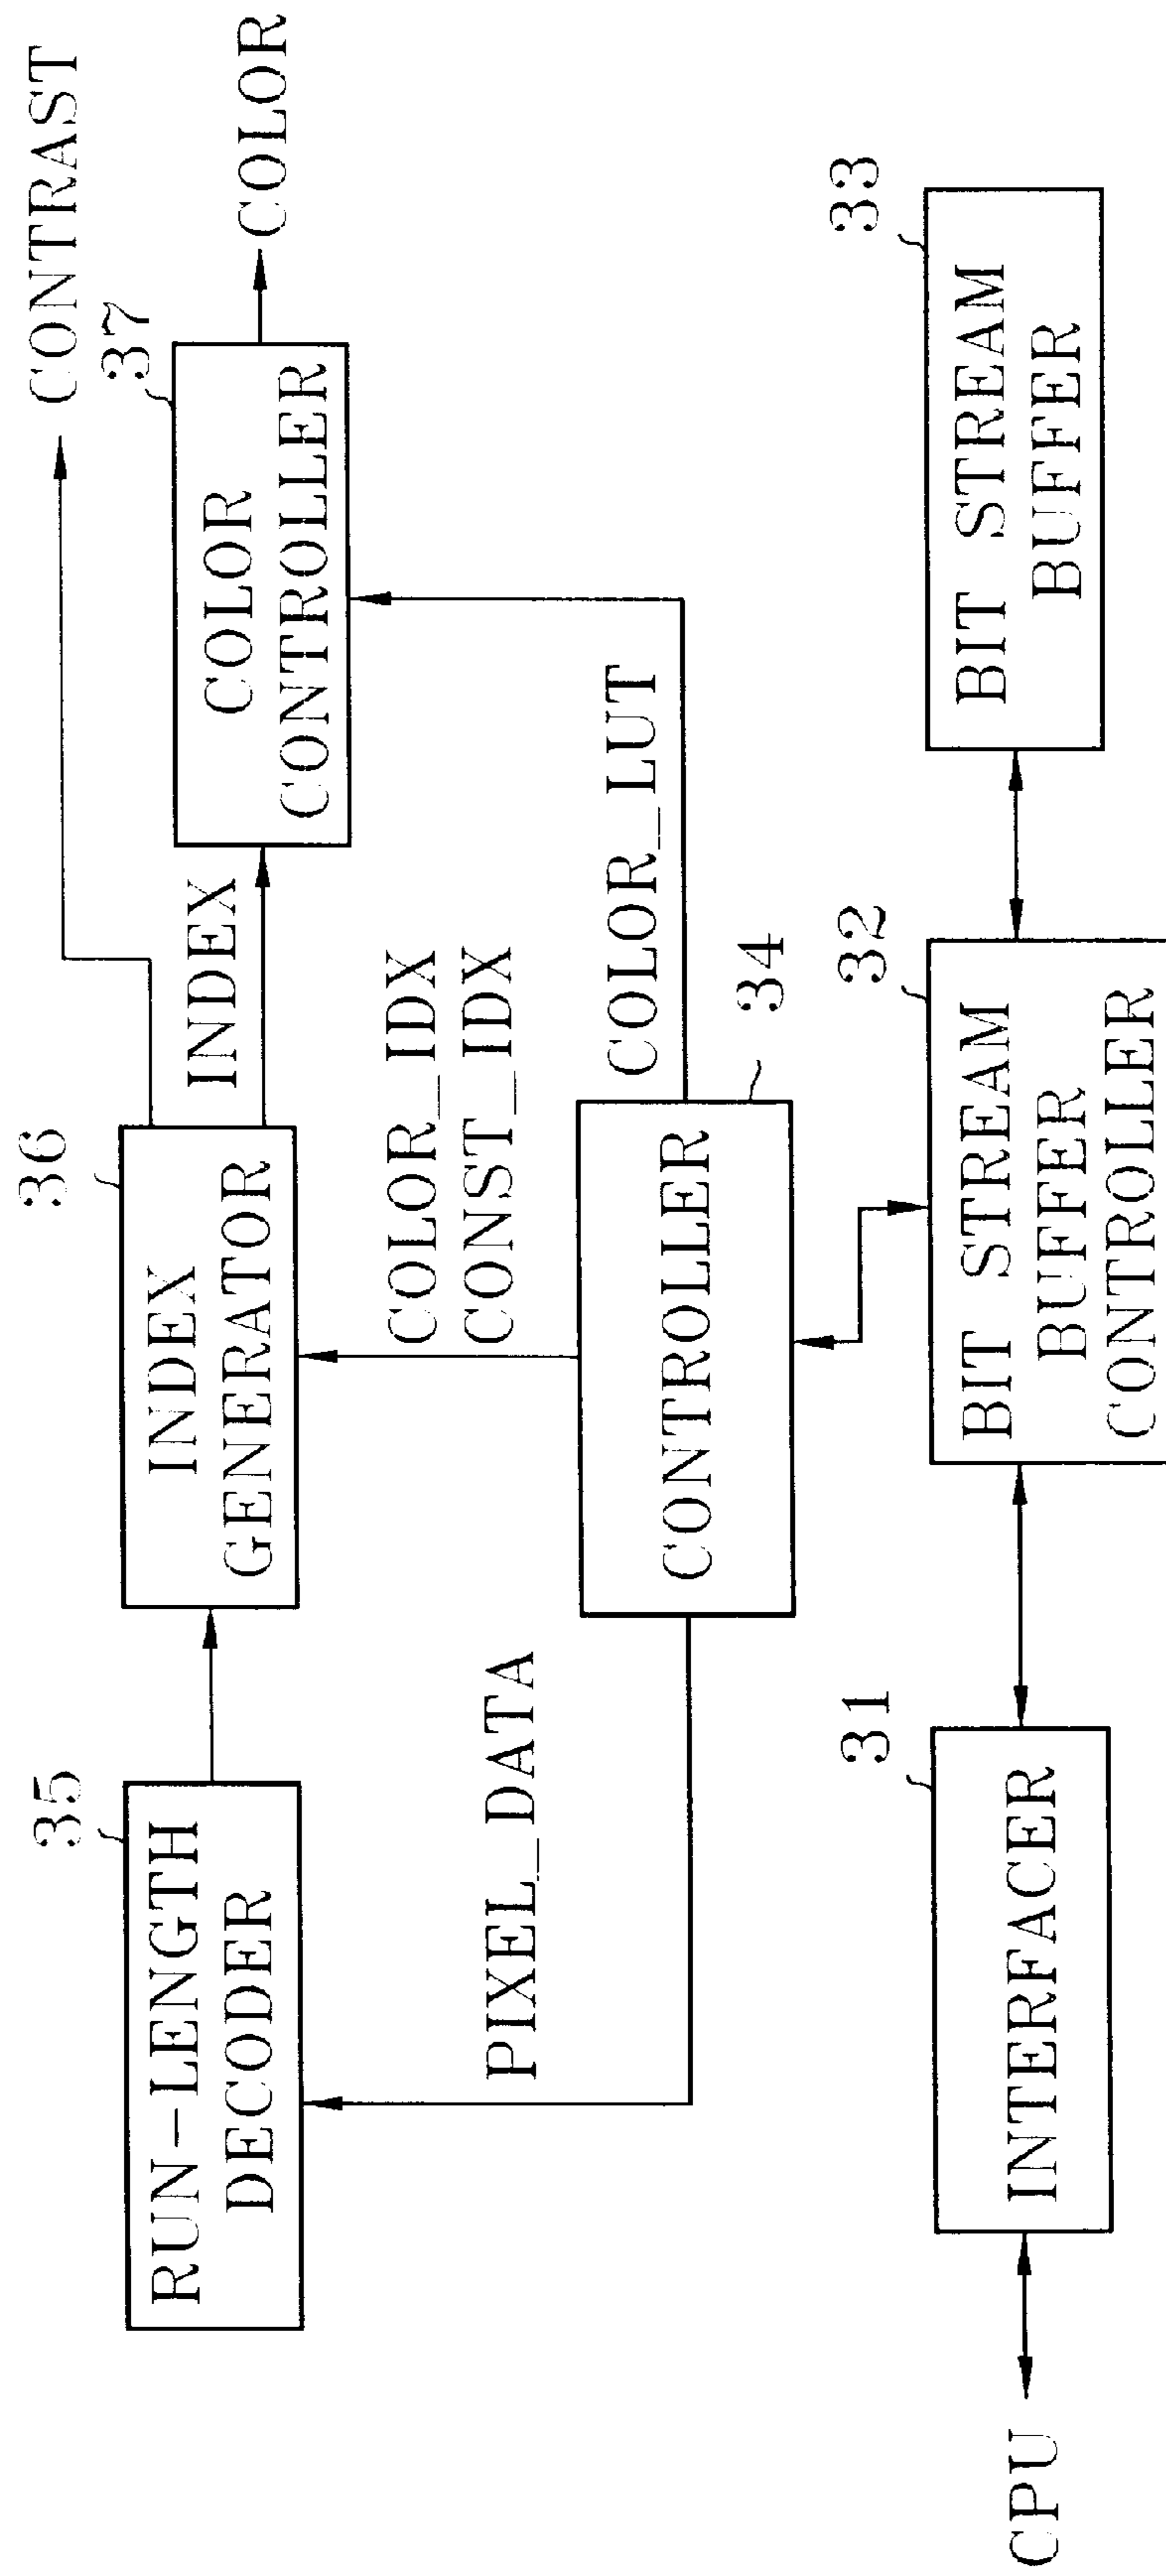 CONTRAST
35
36
37
RUN-LENGTH
DECODER
INDEX
GENERATOR
INDEX
COLOR
CONTROLLER
COLOR
PIXEL_DATA
COLOR_IDX
CONST_IDX
COLOR_LUT
34
CONTROLLER
31
32
33
CPU
INTERFACER
BIT STREAM
BUFFER
CONTROLLER
BIT STREAM
BUFFER